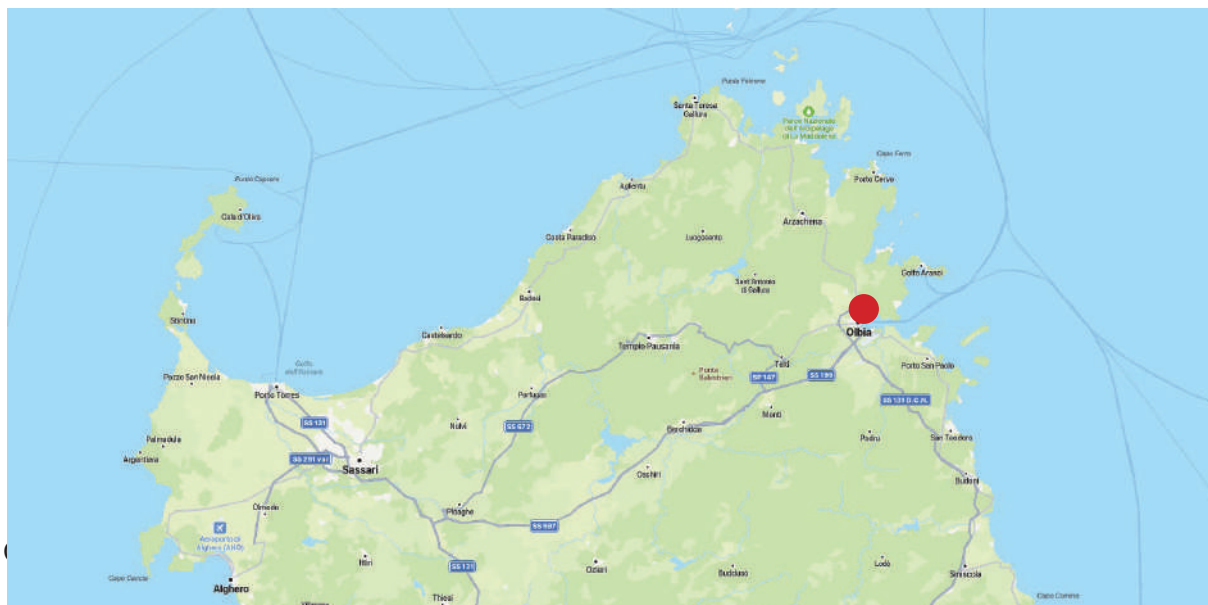 Punta Falcone
Santa Teresa
Gallura
Parco Nazionale
dell'Arcipelago
di La Maddalena
Capo Ferro
Porto Cervo
Punta Caprara
Cala d'Oliva
Aglientu
Arzachena
Costa Paradiso
Luogosanto
Golfo Aranci
Sant'Antonio
di Gallura
Badesi
Stintino
Castelsardo
Olbia
Tempio Pausania
Golfo
dell'Asinara
Telti
Porto San Paolo
Pozzo San Nicola
Punta
Balestrieri
SP 147
SS 199
Porto Torres
Perfugas
SS 131 D.C.N.
Monti
SS 131
Nulvi
SS 672
Berchidda
Padru
San Teodoro
Palmadula
Argentiera
SS 291 var
Sassari
Oschiri
Budoni
Olmedo
Ploaghe
SS 597
Aeroporto di
Alghero (AHO)
Ittiri
SS 131
Ozieri
Buddusò
Lodè
Siniscola
Capo Caccia
Alghero
Thiesi
Capo Comino